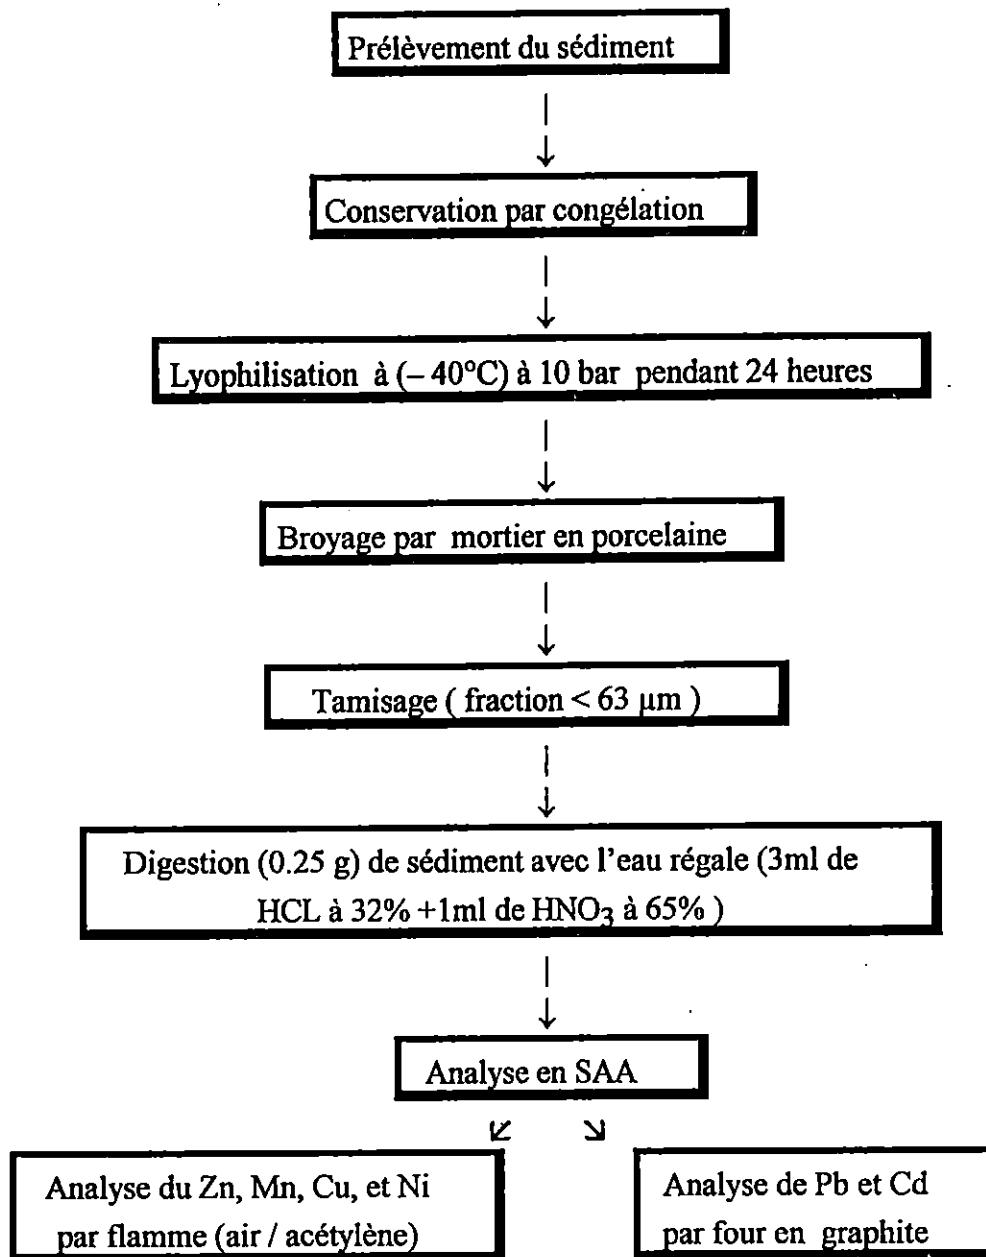 Prélèvement du sédiment
Conservation par congélation
Lyophilisation à (– 40°C) à 10 bar pendant 24 heures
Broyage par mortier en porcelaine
Tamisage ( fraction < 63 µm )
Digestion (0.25 g) de sédiment avec l’eau régale (3ml de
HCL à 32% +1ml de HNO₃ à 65% )
Analyse en SAA
Analyse du Zn, Mn, Cu, et Ni
par flamme (air / acétylène)
Analyse de Pb et Cd
par four en graphite